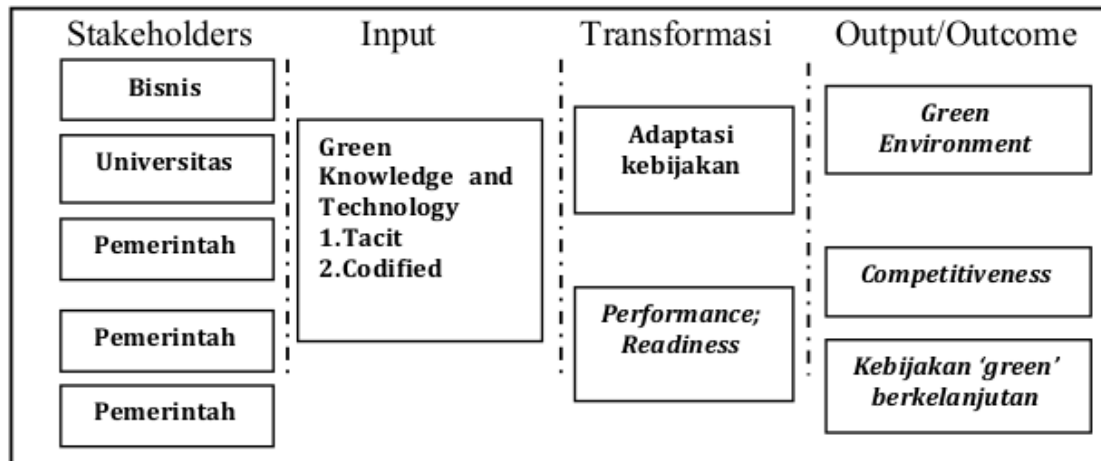 Stakeholders
Bisnis
Universitas
Pemerintah
Pemerintah
Pemerintah
Input
Green
Knowledge and
Technology
1.Tacit
2.Codified
Transformasi
Adaptasi
kebijakan
Performance;
Readiness
Output/Outcome
Green
Environment
Competitiveness
Kebijakan ‘green’
berkelanjutan